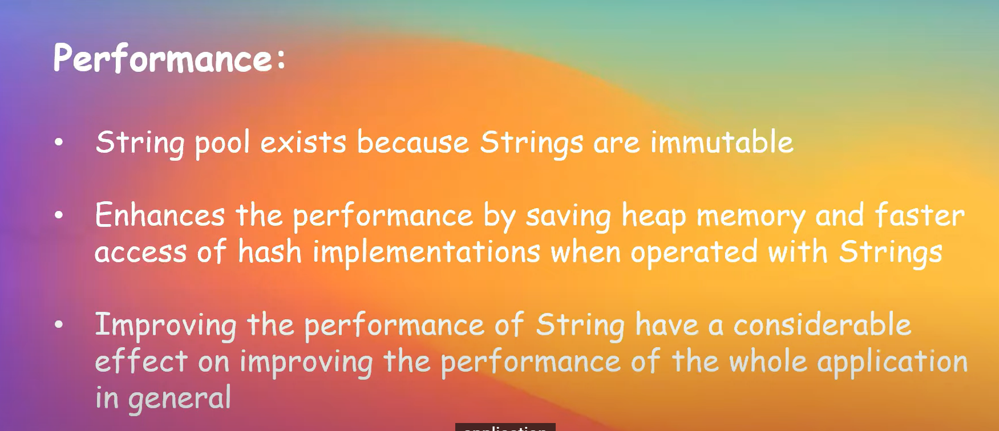 Performance:
• String pool exists because Strings are immutable
• Enhances the performance by saving heap memory and faster
access of hash implementations when operated with Strings
• Improving the performance of String have a considerable
effect on improving the performance of the whole application
in general
application